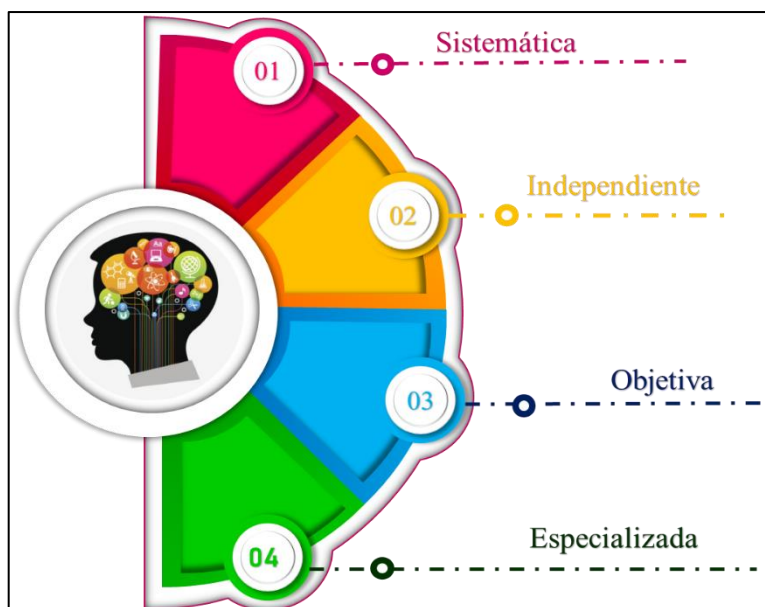 01
Sistemática
02
Independiente
03
Objetiva
04
Especializada